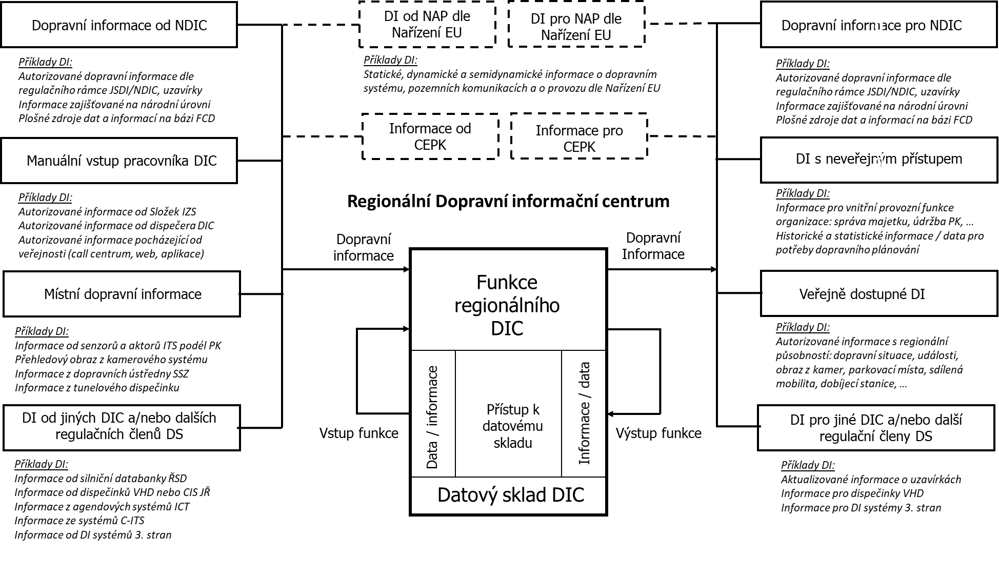 Dopravní informace od NDIC
Příklady DI:
Autorizované dopravní informace dle
regulačního rámce JSDI/NDIC, uzavírky
Informace zajišťované na národní úrovni
Plošné zdroje dat a informací na bázi FCD
Manuální vstup pracovníka DIC
Příklady DI:
Autorizované informace od Složek IZS
Autorizované informace od dispečera DIC
Autorizované informace pocházející od
veřejnosti (call centrum, web, aplikace)
Místní dopravní informace
Příklady DI:
Informace od senzorů a aktorů ITS podél PK
Přehledový obraz z kamerového systému
Informace z dopravních ústředny SSZ
Informace z tunelového dispečinku
DI od jiných DIC a/nebo dalších
regulačních členů DS
Příklady DI:
Informace od silniční databanky ŘSD
Informace od dispečinků VHD nebo CIS JŘ
Informace z agendových systémů ICT
Informace ze systémů C-ITS
Informace od DI systémů 3. stran
DI od NAP dle
Nařízení EU
DI pro NAP dle
Nařízení EU
Příklady DI:
Statické, dynamické a semidynamické informace o dopravním
systému, pozemních komunikacích a o provozu dle Nařízení EU
Informace od
CEPK
Informace pro
CEPK
Regionální Dopravní informační centrum
Dopravní
informace
Dopravní
Informace
Funkce
regionálního
DIC
Data / informace
Přístup k
datovému
skladu
Informace / data
Vstup funkce
Výstup funkce
Datový sklad DIC
Dopravní informace pro NDIC
Příklady DI:
Autorizované dopravní informace dle
regulačního rámce JSDI/NDIC, uzavírky
Informace zajišťované na národní úrovni
Plošné zdroje dat a informací na bázi FCD
DI s neveřejným přístupem
Příklady DI:
Informace pro vnitřní provozní funkce
organizace: správa majetku, údržba PK, …
Historické a statistické informace / data pro
potřeby dopravního plánování
Veřejně dostupné DI
Příklady DI:
Autorizované informace s regionální
působností: dopravní situace, události,
obraz z kamer, parkovací místa, sdílená
mobilita, dobíjecí stanice, …
DI pro jiné DIC a/nebo další
regulační členy DS
Příklady DI:
Aktualizované informace o uzavírkách
Informace pro dispečinky VHD
Informace pro DI systémy 3. stran